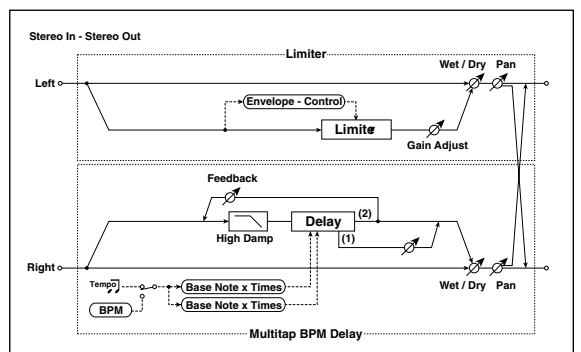 Stereo In - Stereo Out
Limiter
Wet / Dry
Pan
Left
Envelope - Control
Limiter
Gain Adjust
Feedback
High Damp
Delay
(2)
(1)
Right
Tempo
BPM
Base Note x Times
Base Note x Times
Wet / Dry
Pan
Multitap BPM Delay